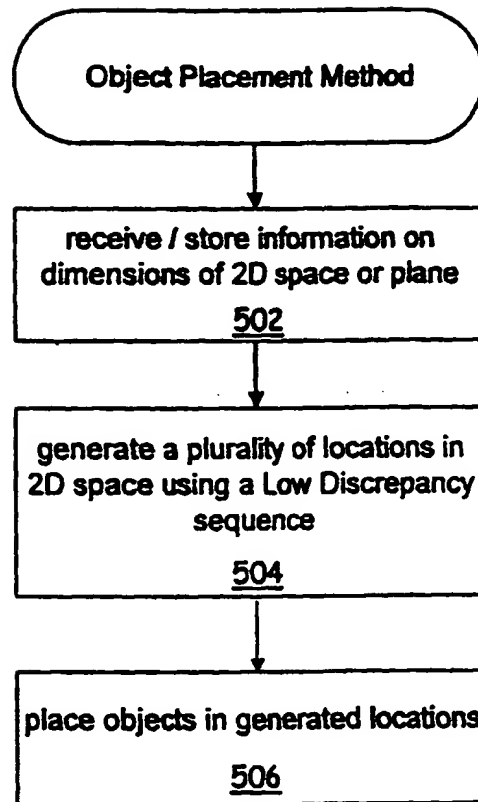 Object Placement Method
receive / store information on
dimensions of 2D space or plane
502
generate a plurality of locations in
2D space using a Low Discrepancy
sequence
504
place objects in generated locations
506